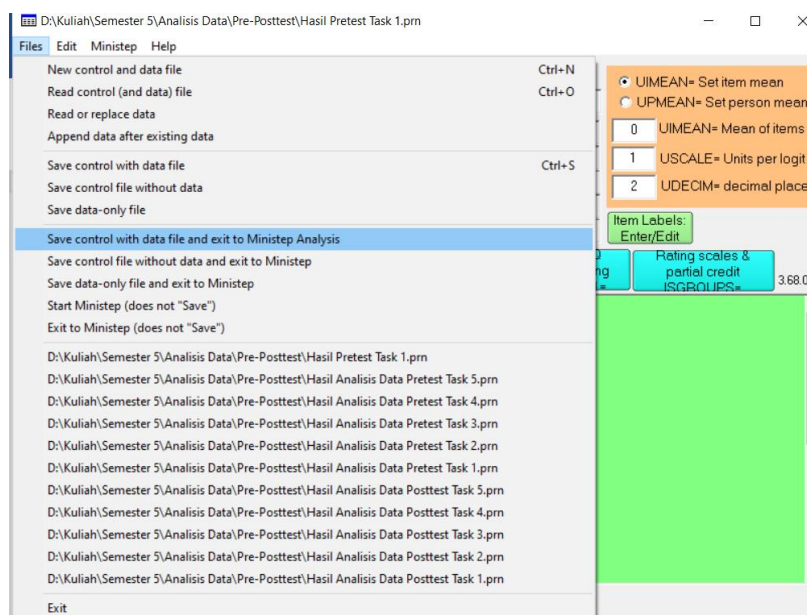 D:\Kuliah\Semester 5\Analisis Data\Pre-Posttest\Hasil Pretest Task 1.prn
Files Edit Ministep Help
New control and data file Ctrl+N
Read control (and data) file Ctrl+O
Read or replace data
Append data after existing data
Save control with data file Ctrl+S
Save control file without data
Save data-only file
Save control with data file and exit to Ministep Analysis
Save control file without data and exit to Ministep
Save data-only file and exit to Ministep
Start Ministep (does not "Save")
Exit to Ministep (does not "Save")
D:\Kuliah\Semester 5\Analisis Data\Pre-Posttest\Hasil Pretest Task 1.prn
D:\Kuliah\Semester 5\Analisis Data\Pre-Posttest\Hasil Analisis Data Pretest Task 5.prn
D:\Kuliah\Semester 5\Analisis Data\Pre-Posttest\Hasil Analisis Data Pretest Task 4.prn
D:\Kuliah\Semester 5\Analisis Data\Pre-Posttest\Hasil Analisis Data Pretest Task 3.prn
D:\Kuliah\Semester 5\Analisis Data\Pre-Posttest\Hasil Analisis Data Pretest Task 2.prn
D:\Kuliah\Semester 5\Analisis Data\Pre-Posttest\Hasil Analisis Data Pretest Task 1.prn
D:\Kuliah\Semester 5\Analisis Data\Pre-Posttest\Hasil Analisis Data Posttest Task 5.prn
D:\Kuliah\Semester 5\Analisis Data\Pre-Posttest\Hasil Analisis Data Posttest Task 4.prn
D:\Kuliah\Semester 5\Analisis Data\Pre-Posttest\Hasil Analisis Data Posttest Task 3.prn
D:\Kuliah\Semester 5\Analisis Data\Pre-Posttest\Hasil Analisis Data Posttest Task 2.prn
D:\Kuliah\Semester 5\Analisis Data\Pre-Posttest\Hasil Analisis Data Posttest Task 1.prn
Exit
UIMEAN= Set item mean
UPMEAN= Set person mean
0 UIMEAN= Mean of items
1 USCALE= Units per logit
2 UDECIM= decimal place
Item Labels:
Enter/Edit
Rating scales &
partial credit
ISGROUPS=
3.68.0